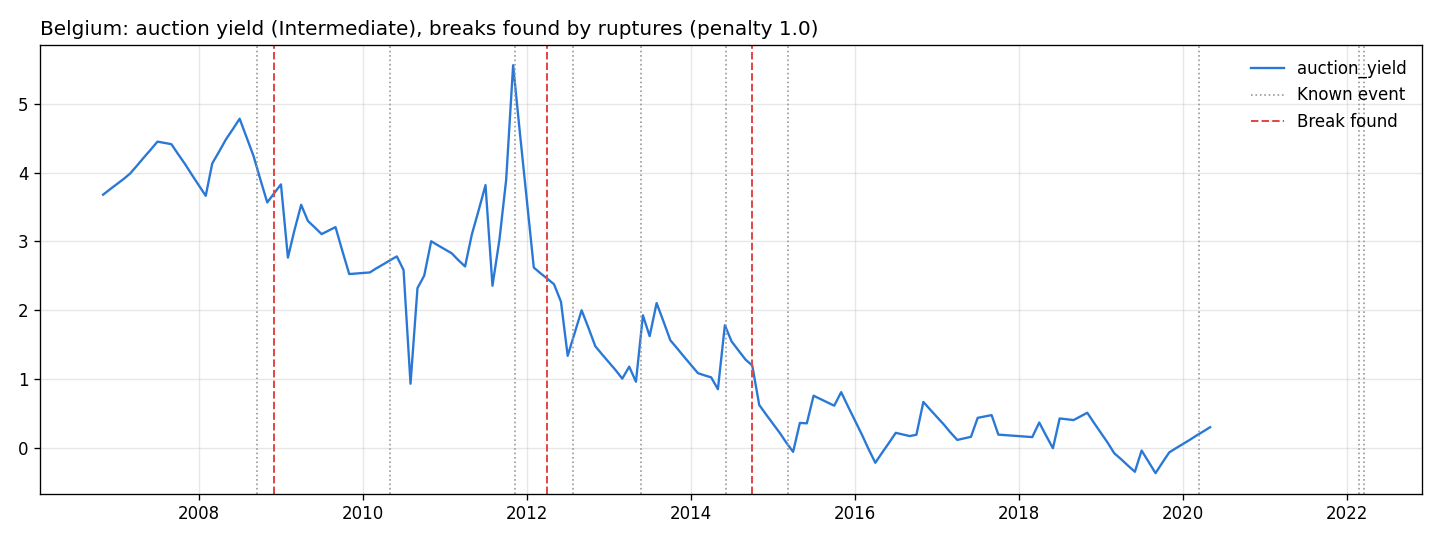 Belgium: auction yield (Intermediate), breaks found by ruptures (penalty 1.0)
auction_yield
Known event
Break found
5
4
3
2
1
0
2008 2010 2012 2014 2016 2018 2020 2022